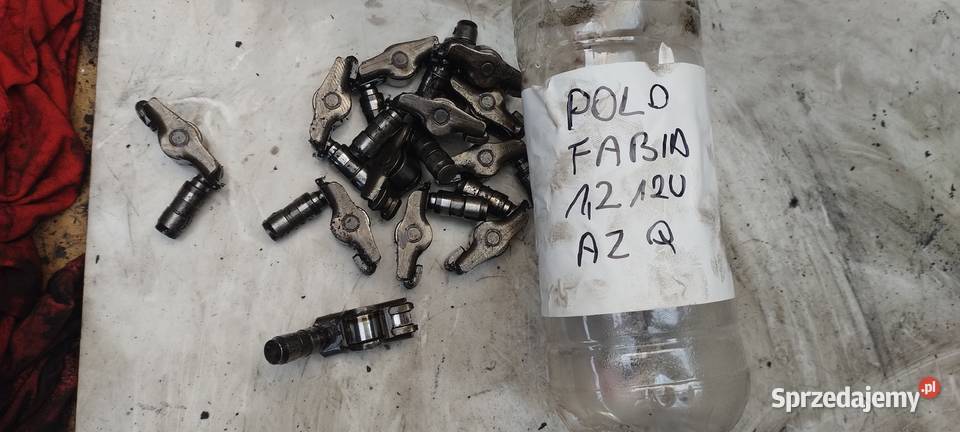 POLO
FABIA
1,2 12V
AZQ
Sprzedajemy.pl